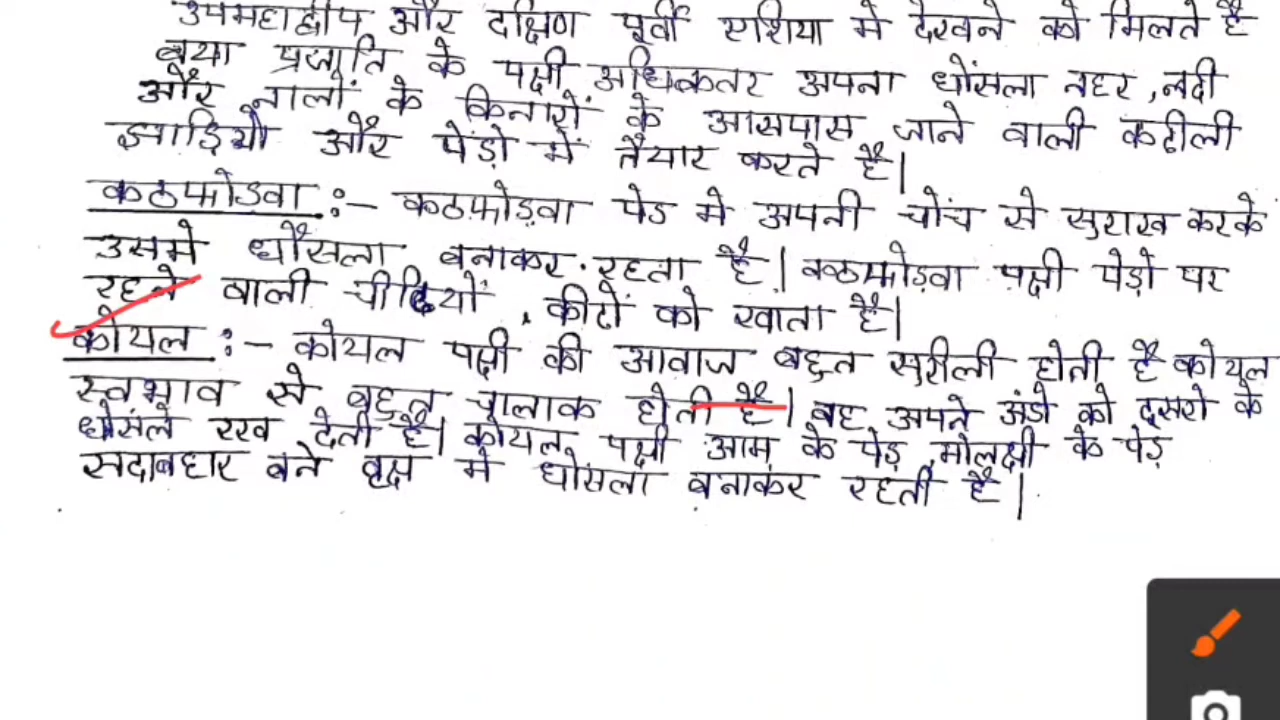 उपमहाद्वीप और दक्षिण पूर्वी एशिया मे देखने को मिलते है
बया प्रजाति के पक्षी अधिकतर अपना घोंसला नहर ,नदी
और नालों के किनारों के आसपास जाने वाली कटीली
झाड़ियो और पेड़ो में तैयार करते है।
कठफोडवा :- कठफ़ोड़वा पेड मे अपनी चोंच से सुराख करके
उसमे घौंसला बनाकर रहता है। कठफोड़वा पक्षी पेड़ो पर
रहने वाली चीटियों , कीटों को खाता है।
कोयल :- कोयल पक्षी की आवाज बहुत सुरीली होती है कोयल
स्वभाव से बहुत चालाक होती है। वह अपने अंडो को दूसरो के
घोसंले रख देती है। कोयल पक्षी आम के पेड़ ,मोलक्षी के पेड़
सदाबहार बने वृक्ष मे घोसला बनाकर रहती है।